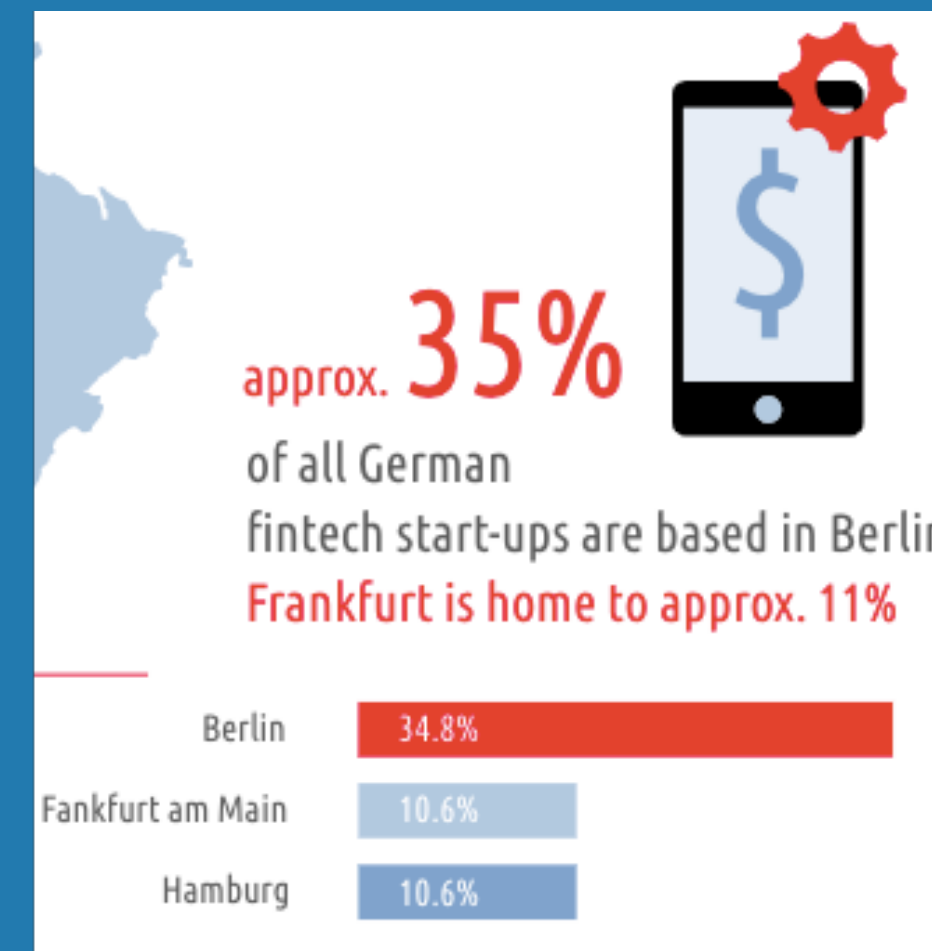 $
approx. 35%
of all German
fintech start-ups are based in Berlin
Frankfurt is home to approx. 11%
Berlin 34.8%
Fankfurt am Main 10.6%
Hamburg 10.6%